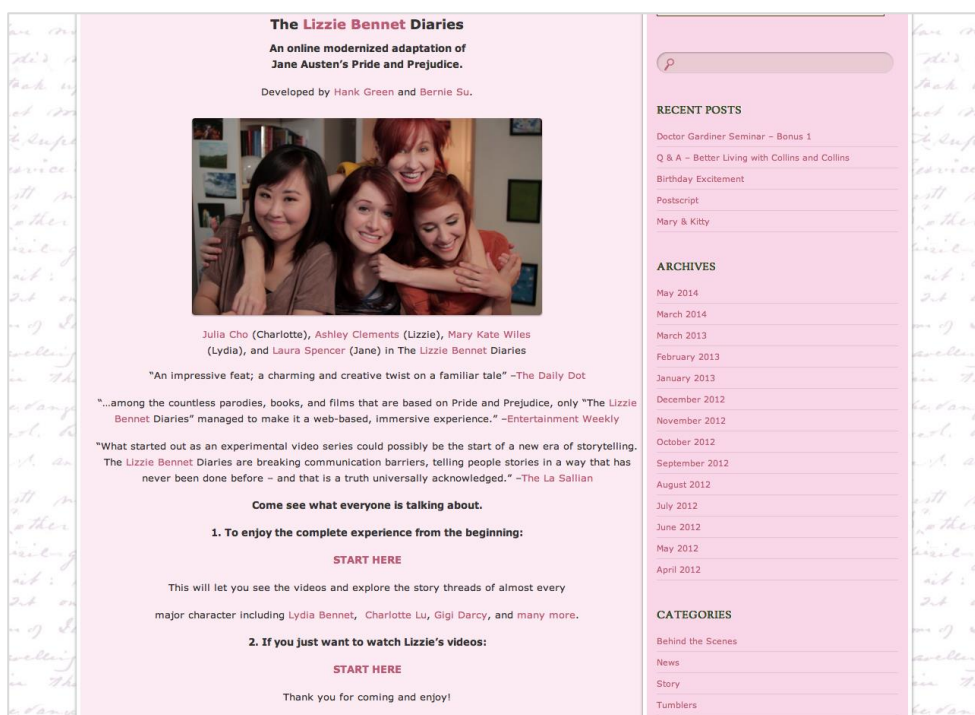 The Lizzie Bennet Diaries
An online modernized adaptation of
Jane Austen's Pride and Prejudice.
Developed by Hank Green and Bernie Su.
Julia Cho (Charlotte), Ashley Clements (Lizzie), Mary Kate Wiles
(Lydia), and Laura Spencer (Jane) in The Lizzie Bennet Diaries
"An impressive feat; a charming and creative twist on a familiar tale" –The Daily Dot
"…among the countless parodies, books, and films that are based on Pride and Prejudice, only "The Lizzie
Bennet Diaries" managed to make it a web-based, immersive experience." –Entertainment Weekly
"What started out as an experimental video series could possibly be the start of a new era of storytelling.
The Lizzie Bennet Diaries are breaking communication barriers, telling people stories in a way that has
never been done before – and that is a truth universally acknowledged." –The La Sallian
Come see what everyone is talking about.
1. To enjoy the complete experience from the beginning:
START HERE
This will let you see the videos and explore the story threads of almost every
major character including Lydia Bennet, Charlotte Lu, Gigi Darcy, and many more.
2. If you just want to watch Lizzie's videos:
START HERE
Thank you for coming and enjoy!
RECENT POSTS
Doctor Gardiner Seminar – Bonus 1
Q & A – Better Living with Collins and Collins
Birthday Excitement
Postscript
Mary & Kitty
ARCHIVES
May 2014
March 2014
March 2013
February 2013
January 2013
December 2012
November 2012
October 2012
September 2012
August 2012
July 2012
June 2012
May 2012
April 2012
CATEGORIES
Behind the Scenes
News
Story
Tumblers